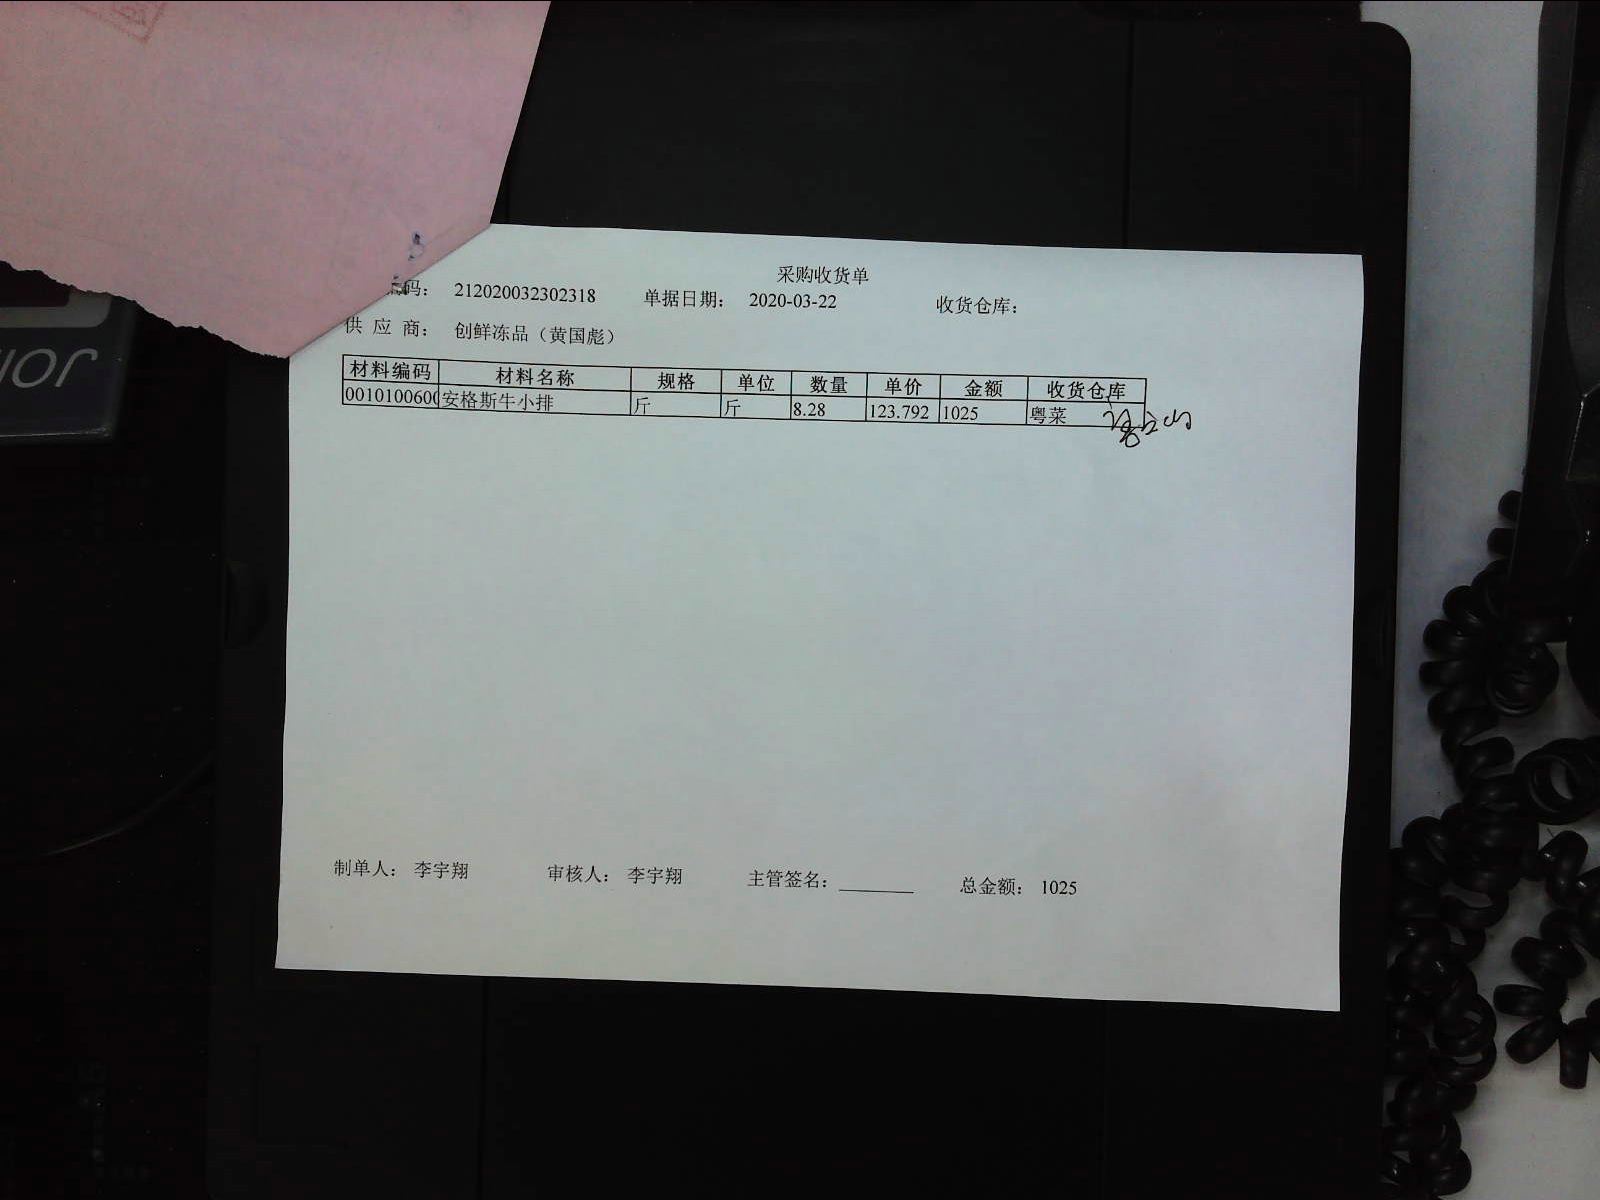 采购收货单
码： 212020032302318 单据日期： 2020-03-22 收货仓库：
供 应 商： 创鲜冻品（黄国彪）
材料编码 材料名称 规格 单位 数量 单价 金额 收货仓库
0010100600 安格斯牛小排 斤 斤 8.28 123.792 1025 粤菜
制单人： 李宇翔 审核人： 李宇翔 主管签名： 总金额： 1025